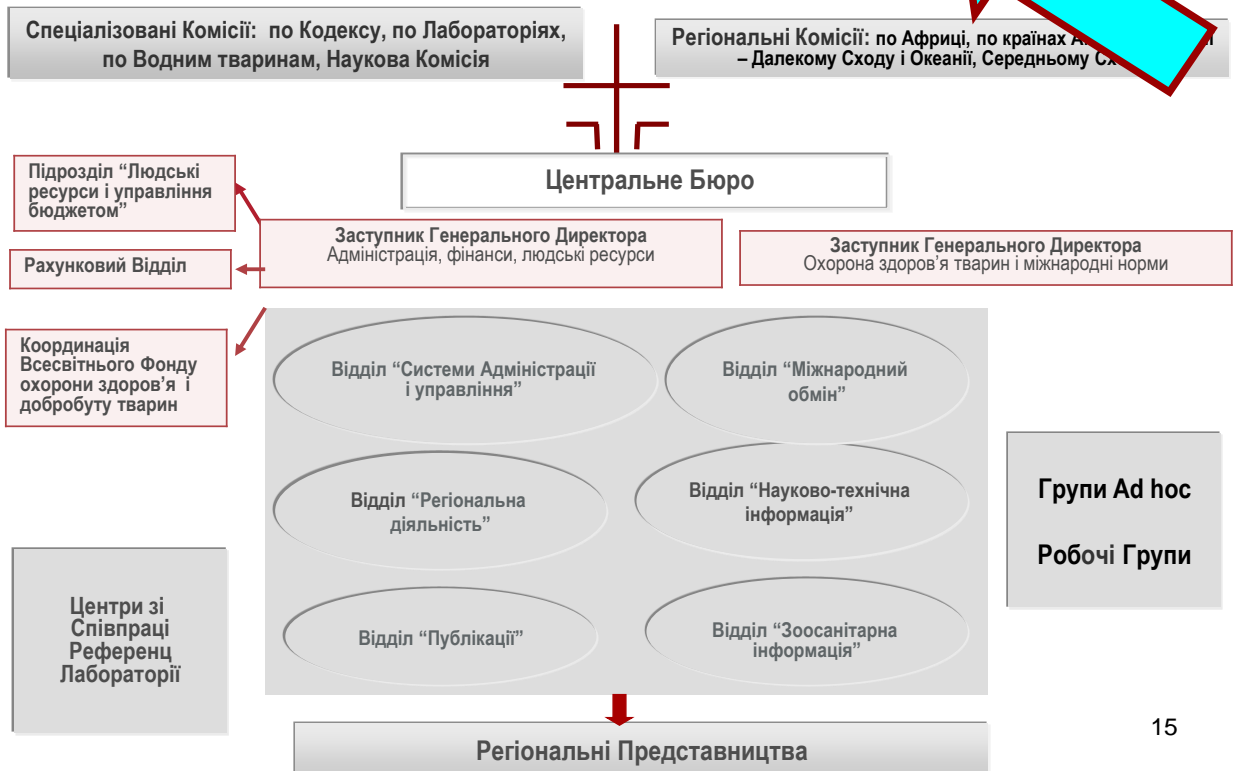 Спеціалізовані Комісії: по Кодексу, по Лабораторіях,
по Водним тваринам, Наукова Комісія
Регіональні Комісії: по Африці, по країнах
– Далекому Сходу і Океанії, Середньому
Центральне Бюро
Підрозділ “Людські
ресурси і управління
бюджетом”
Заступник Генерального Директора
Адміністрація, фінанси, людські ресурси
Заступник Генерального Директора
Охорона здоров’я тварин і міжнародні норми
Рахунковий Відділ
Координація
Всесвітнього Фонду
охорони здоров’я і
добробуту тварин
Відділ “Системи Адміністрації
і управління”
Відділ “Міжнародний
обмін”
Відділ “Регіональна
діяльність”
Відділ “Науково-технічна
інформація”
Групи Ad hoc
Робочі Групи
Центри зі
Співпраці
Референц
Лабораторії
Відділ “Публікації”
Відділ “Зоосанітарна
інформація”
Регіональні Представництва
15